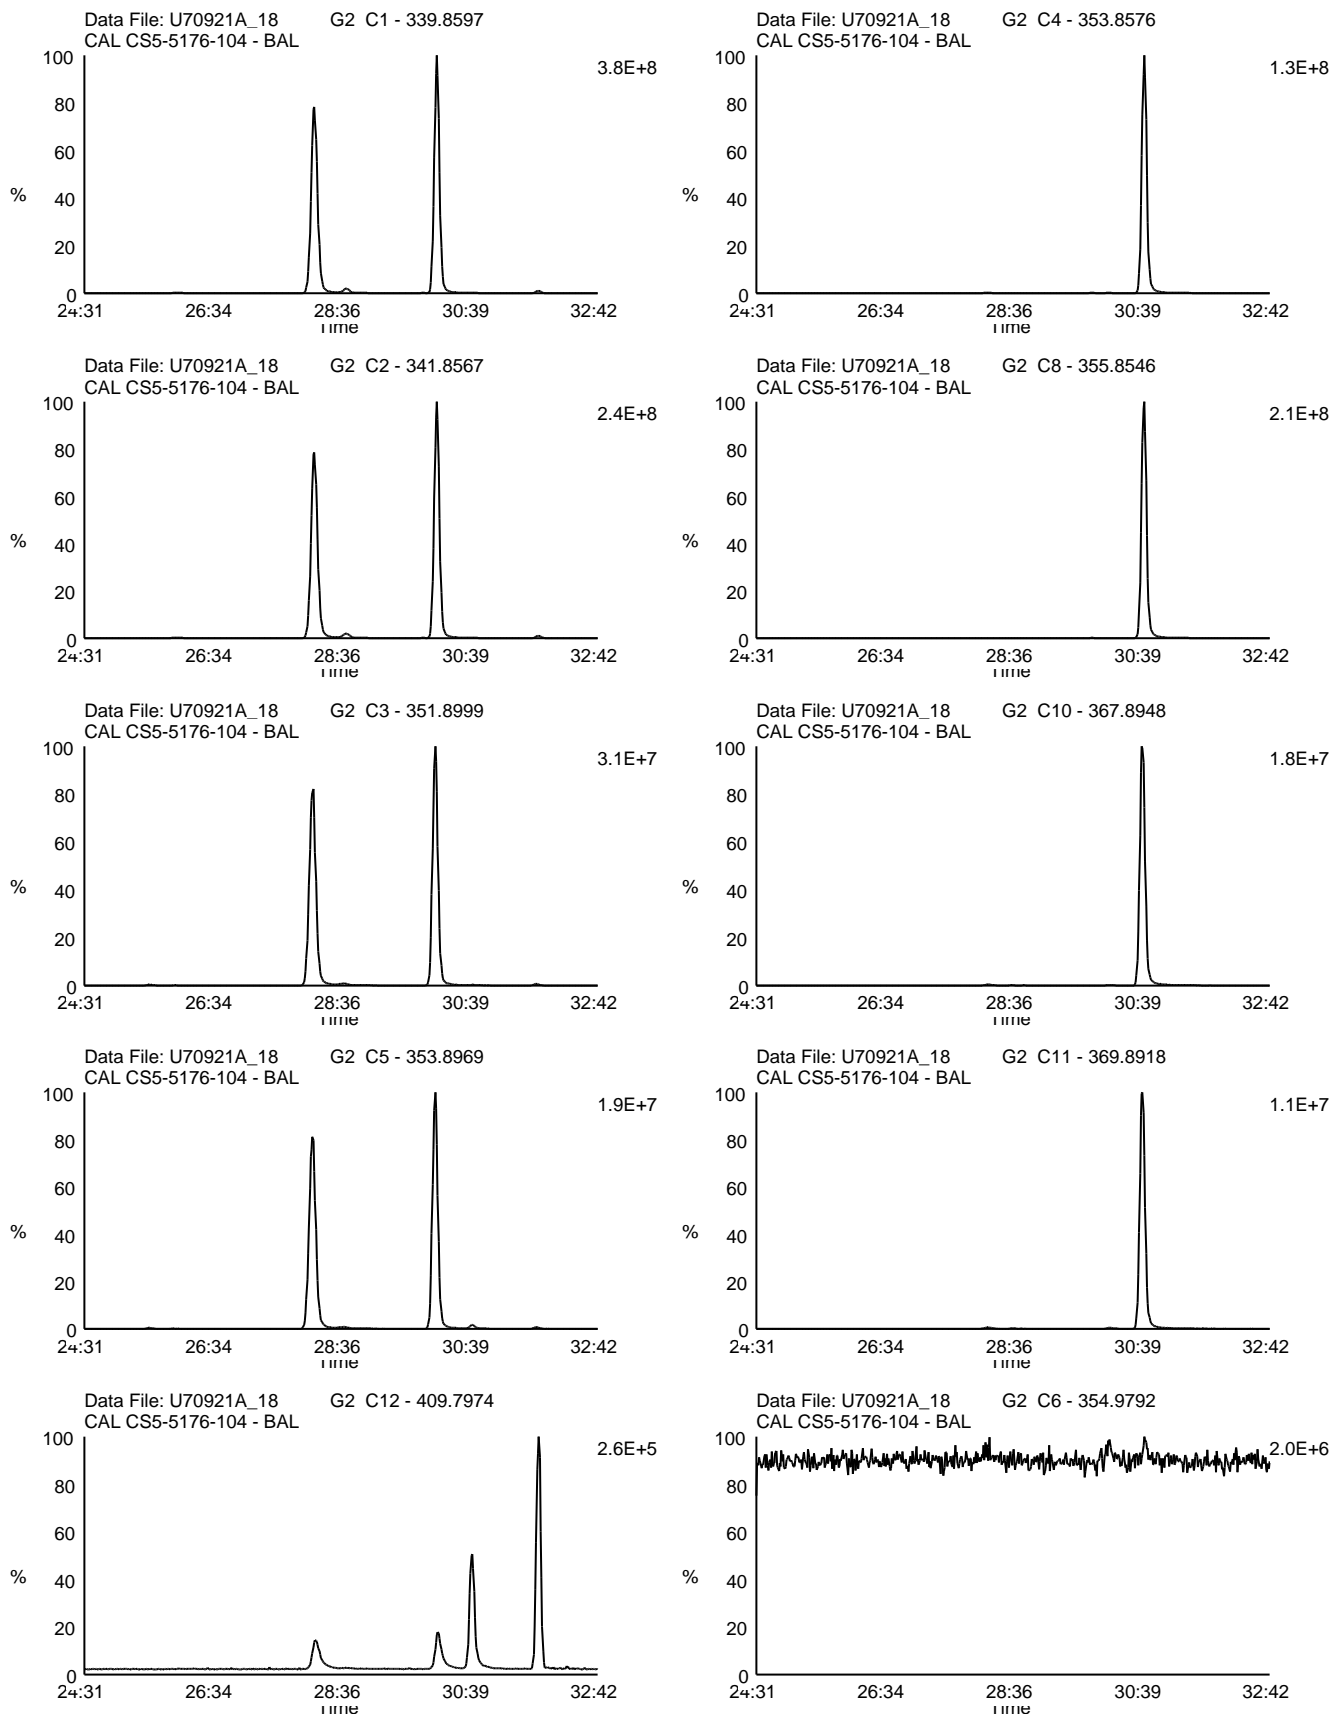 Data File: U70921A_18 G2 C1 - 339.8597
CAL CS5-5176-104 - BAL
3.8E+8
100
80
60
40
20
0
%
24:31 26:34 28:36 30:39 32:42
Time
Data File: U70921A_18 G2 C4 - 353.8576
CAL CS5-5176-104 - BAL
1.3E+8
100
80
60
40
20
0
%
24:31 26:34 28:36 30:39 32:42
Time
Data File: U70921A_18 G2 C2 - 341.8567
CAL CS5-5176-104 - BAL
2.4E+8
100
80
60
40
20
0
%
24:31 26:34 28:36 30:39 32:42
Time
Data File: U70921A_18 G2 C8 - 355.8546
CAL CS5-5176-104 - BAL
2.1E+8
100
80
60
40
20
0
%
24:31 26:34 28:36 30:39 32:42
Time
Data File: U70921A_18 G2 C3 - 351.8999
CAL CS5-5176-104 - BAL
3.1E+7
100
80
60
40
20
0
%
24:31 26:34 28:36 30:39 32:42
Time
Data File: U70921A_18 G2 C10 - 367.8948
CAL CS5-5176-104 - BAL
1.8E+7
100
80
60
40
20
0
%
24:31 26:34 28:36 30:39 32:42
Time
Data File: U70921A_18 G2 C5 - 353.8969
CAL CS5-5176-104 - BAL
1.9E+7
100
80
60
40
20
0
%
24:31 26:34 28:36 30:39 32:42
Time
Data File: U70921A_18 G2 C11 - 369.8918
CAL CS5-5176-104 - BAL
1.1E+7
100
80
60
40
20
0
%
24:31 26:34 28:36 30:39 32:42
Time
Data File: U70921A_18 G2 C12 - 409.7974
CAL CS5-5176-104 - BAL
2.6E+5
100
80
60
40
20
0
%
24:31 26:34 28:36 30:39 32:42
Time
Data File: U70921A_18 G2 C6 - 354.9792
CAL CS5-5176-104 - BAL
2.0E+6
100
80
60
40
20
0
%
24:31 26:34 28:36 30:39 32:42
Time